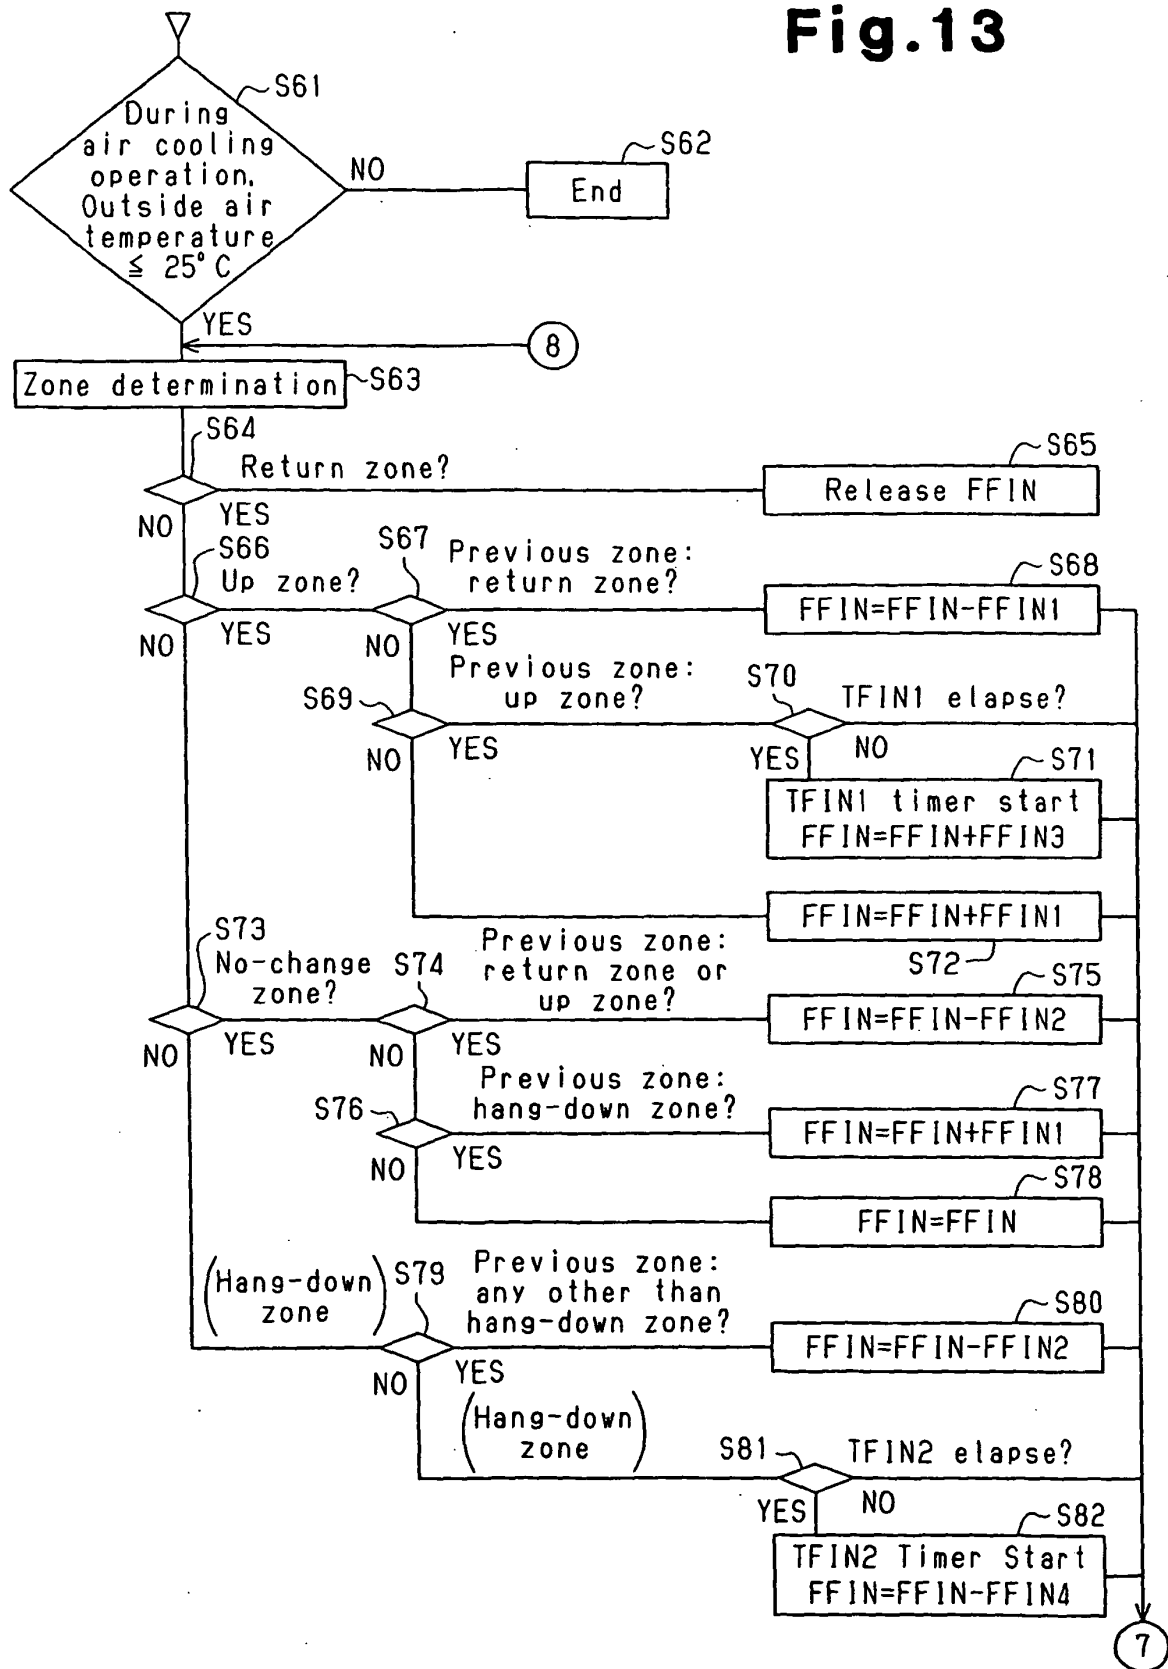 Fig.13
S61
During
air cooling
operation.
Outside air
temperature
≦ 25°C
NO
S62
End
YES
8
Zone determination
S63
S64
Return zone?
S65
Release FFIN
NO
YES
S66
Up zone?
S67
Previous zone:
return zone?
S68
FFIN=FFIN-FFIN1
NO
YES
NO
YES
S69
Previous zone:
up zone?
S70
TFIN1 elapse?
NO
YES
YES
NO
S71
TFIN1 timer start
FFIN=FFIN+FFIN3
FFIN=FFIN+FFIN1
S72
S73
No-change
zone?
S74
Previous zone:
return zone or
up zone?
S75
FFIN=FFIN-FFIN2
NO
YES
NO
YES
S76
Previous zone:
hang-down zone?
S77
FFIN=FFIN+FFIN1
NO
YES
S78
FFIN=FFIN
(Hang-down
zone)
S79
Previous zone:
any other than
hang-down zone?
S80
FFIN=FFIN-FFIN2
NO
YES
(Hang-down
zone)
S81
TFIN2 elapse?
YES
NO
S82
TFIN2 Timer Start
FFIN=FFIN-FFIN4
7